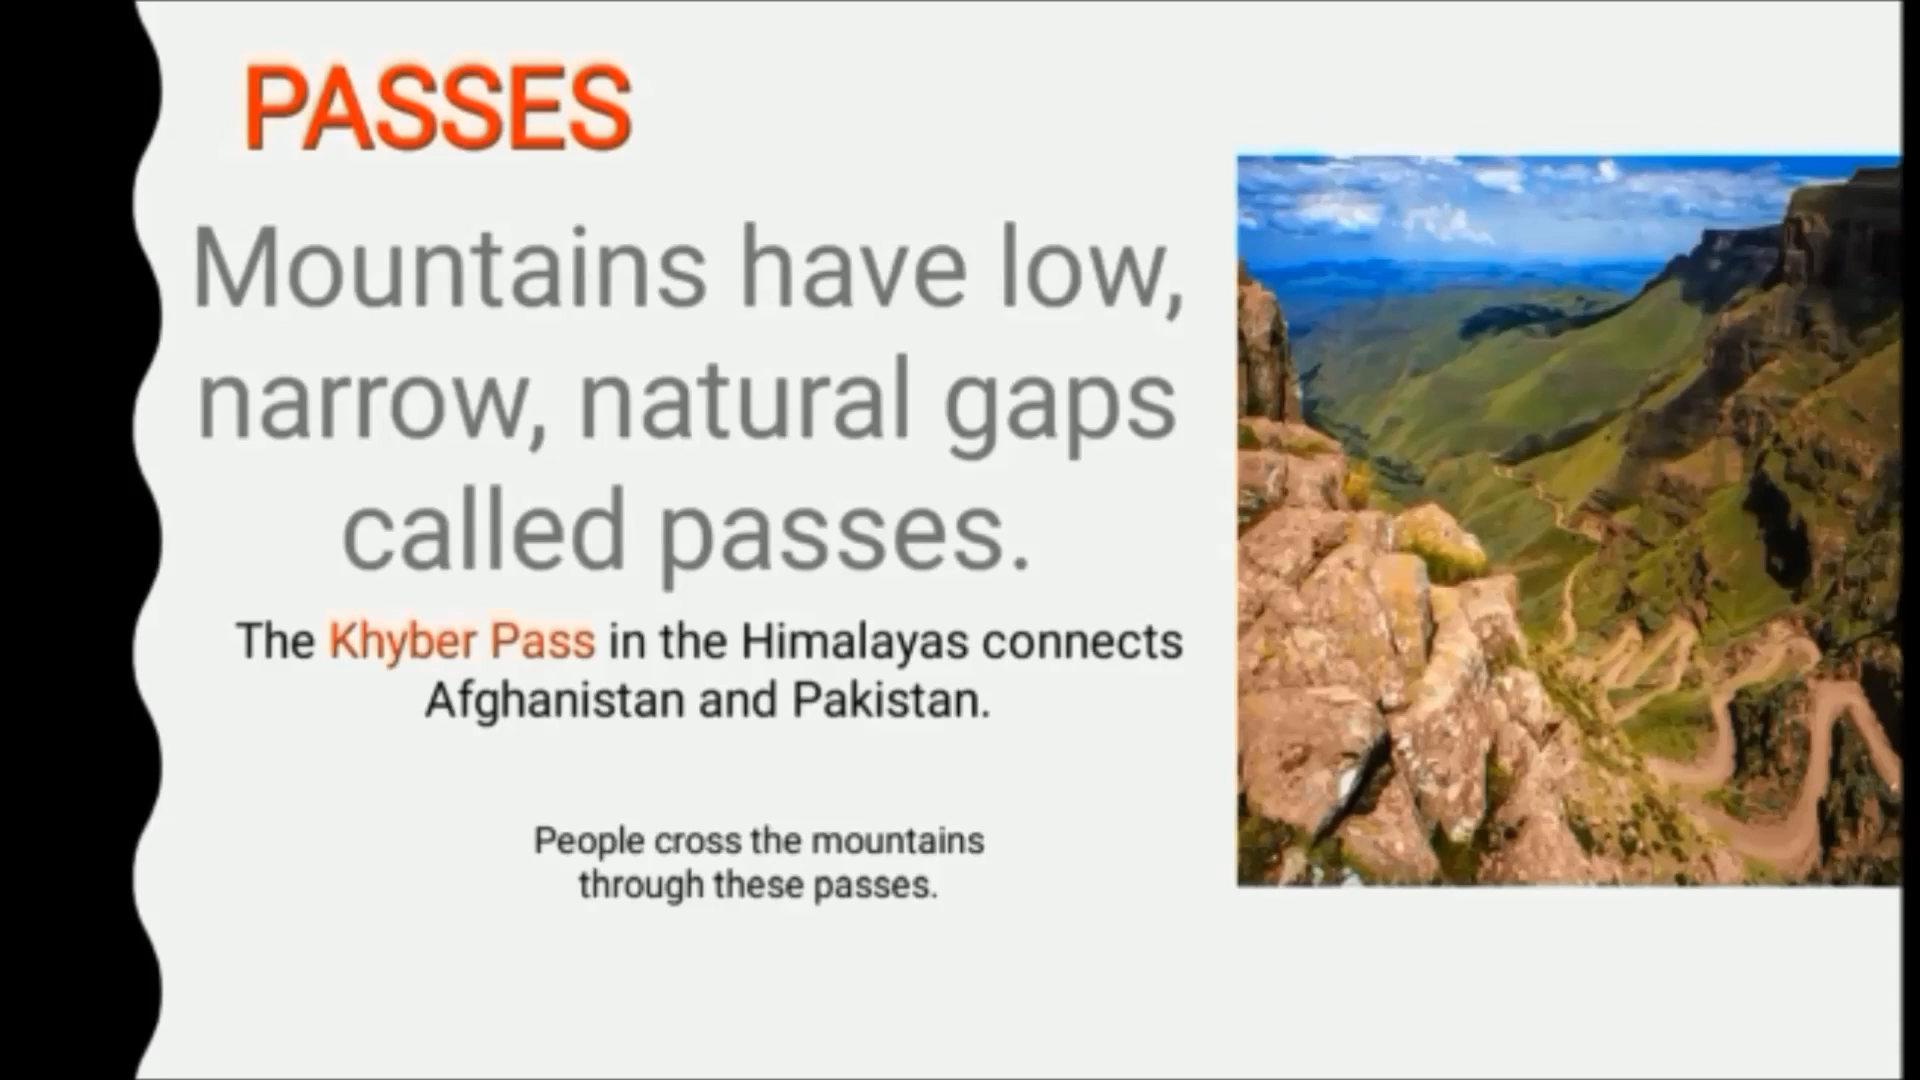 PASSES
Mountains have low,
narrow, natural gaps
called passes.
The Khyber Pass in the Himalayas connects
Afghanistan and Pakistan.
People cross the mountains
through these passes.